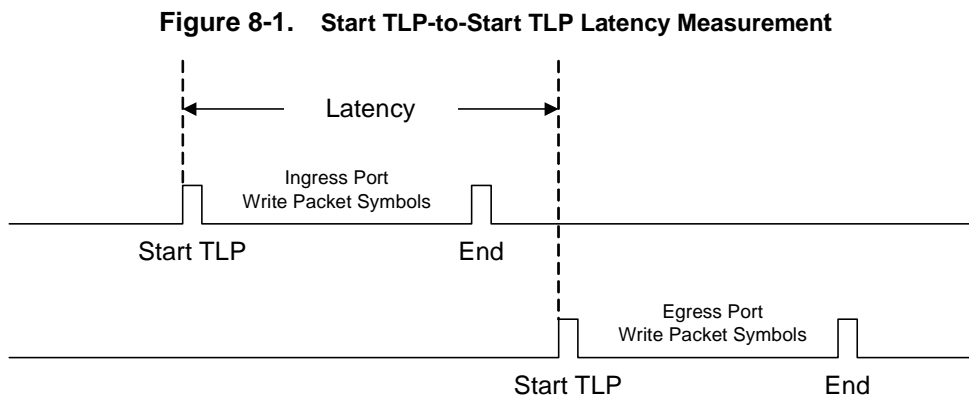 Figure 8-1. Start TLP-to-Start TLP Latency Measurement
Latency
Ingress Port
Write Packet Symbols
Start TLP
End
Egress Port
Write Packet Symbols
Start TLP
End